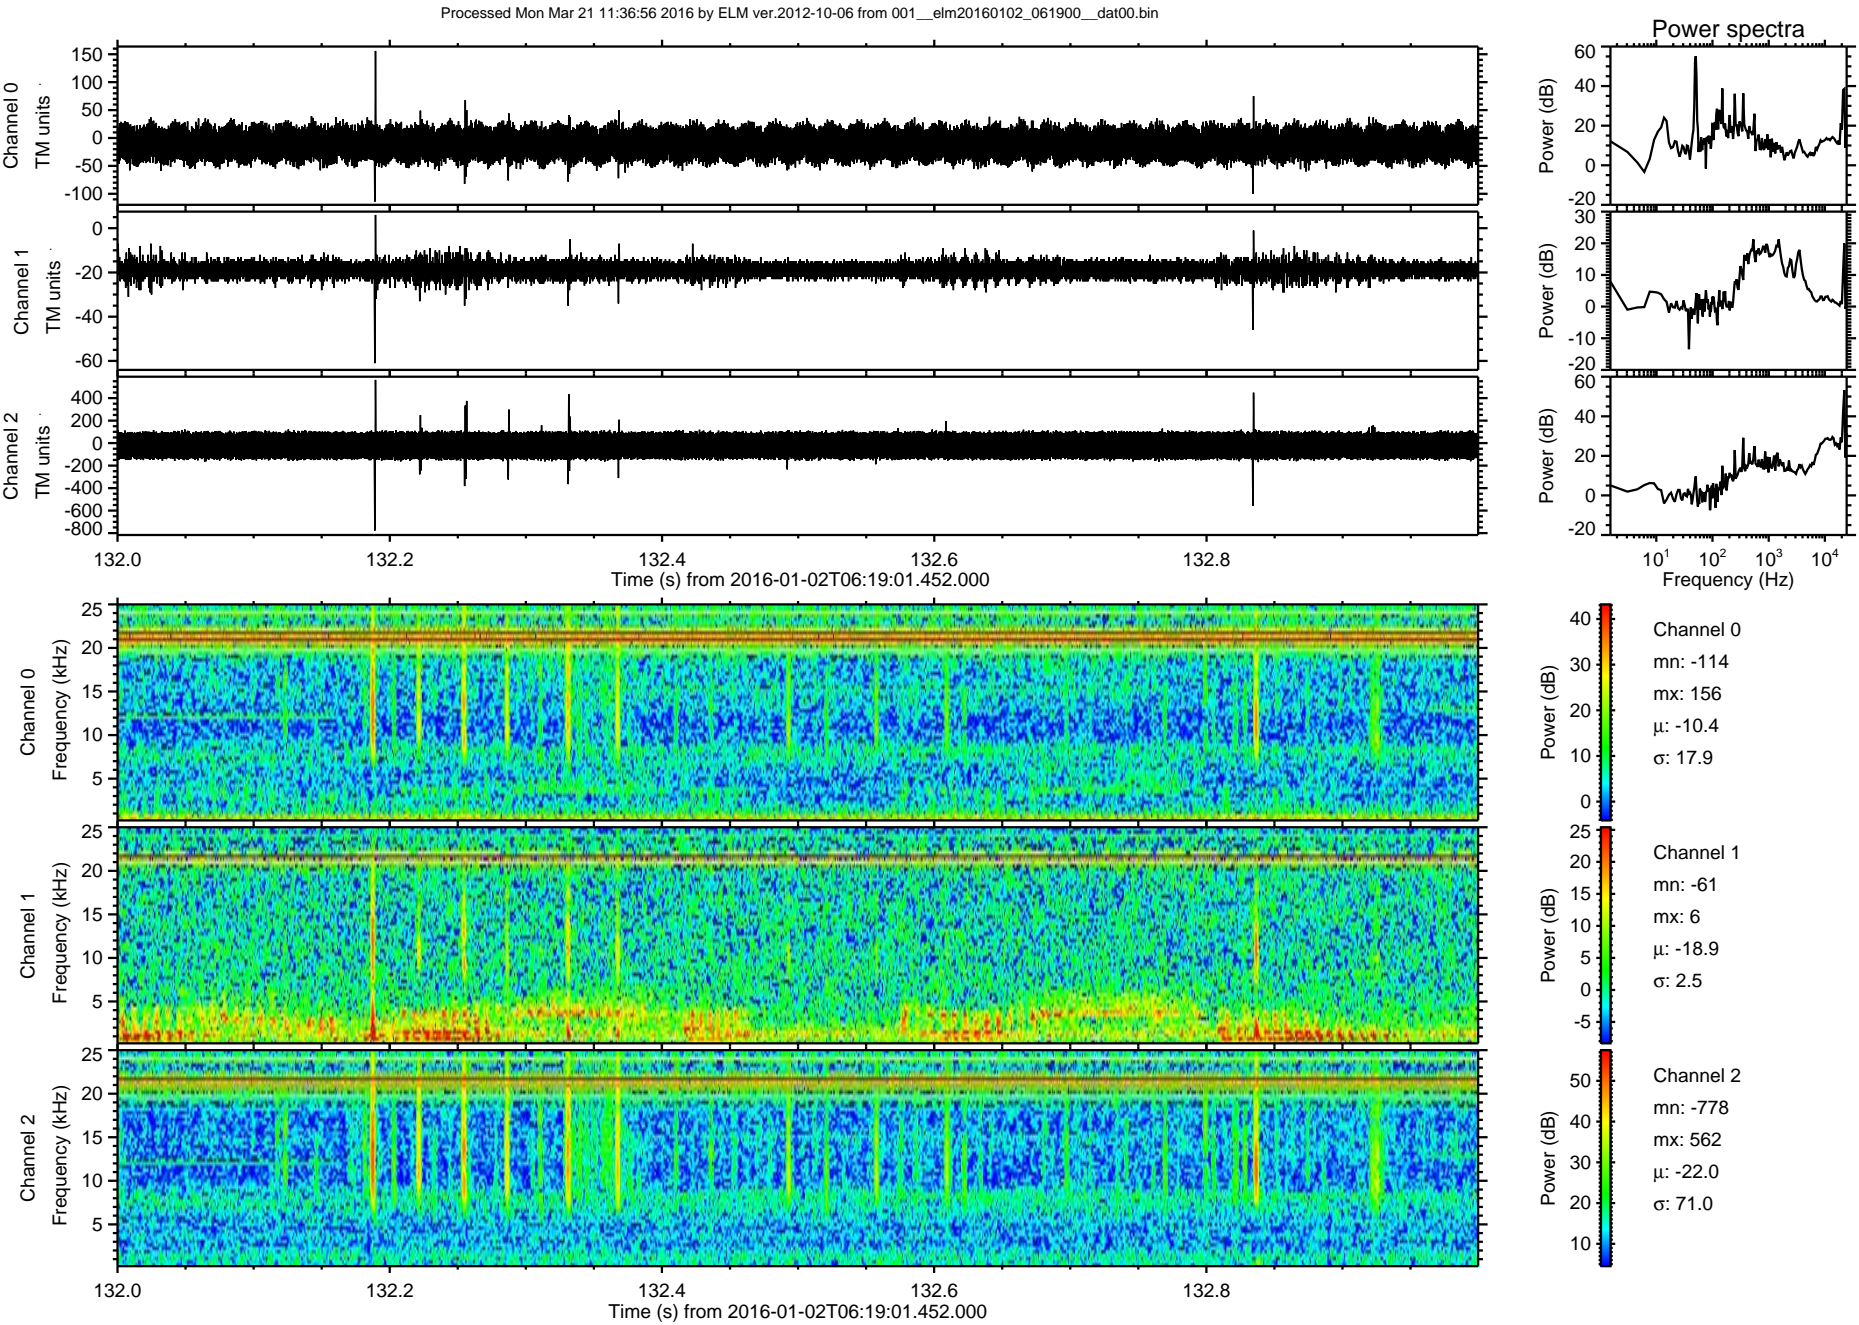 Processed Mon Mar 21 11:36:56 2016 by ELM ver.2012-10-06 from 001__elm20160102_061900__dat00.bin
Power spectra
Channel 0
TM units
150
100
50
0
-50
-100
Power (dB)
60
40
20
0
-20
Channel 1
TM units
0
-20
-40
-60
Power (dB)
30
20
10
0
-10
-20
Channel 2
TM units
400
200
0
-200
-400
-600
-800
Power (dB)
60
40
20
0
-20
132.0 132.2 132.4 132.6 132.8
Time (s) from 2016-01-02T06:19:01.452.000
10¹ 10² 10³ 10⁴
Frequency (Hz)
Channel 0
Frequency (kHz)
25
20
15
10
5
Power (dB)
40
30
20
10
0
Channel 0
mn: -114
mx: 156
μ: -10.4
σ: 17.9
Channel 1
Frequency (kHz)
25
20
15
10
5
Power (dB)
25
20
15
10
5
0
-5
Channel 1
mn: -61
mx: 6
μ: -18.9
σ: 2.5
Channel 2
Frequency (kHz)
25
20
15
10
5
Power (dB)
50
40
30
20
10
Channel 2
mn: -778
mx: 562
μ: -22.0
σ: 71.0
132.0 132.2 132.4 132.6 132.8
Time (s) from 2016-01-02T06:19:01.452.000